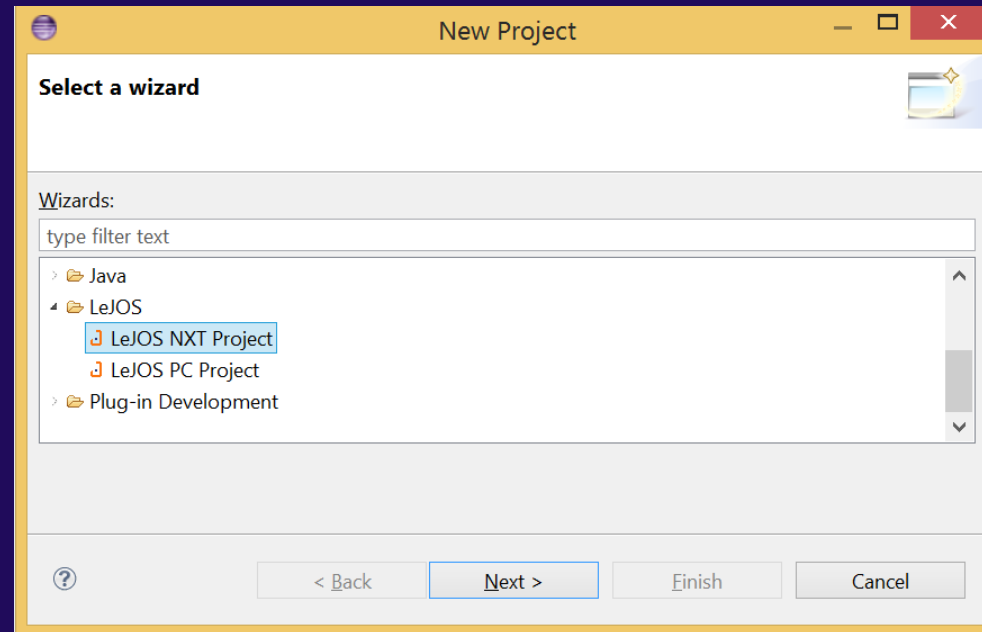 New Project
Select a wizard
Wizards:
type filter text
Java
LeJOS
LeJOS NXT Project
LeJOS PC Project
Plug-in Development
?
< Back Next > Finish Cancel